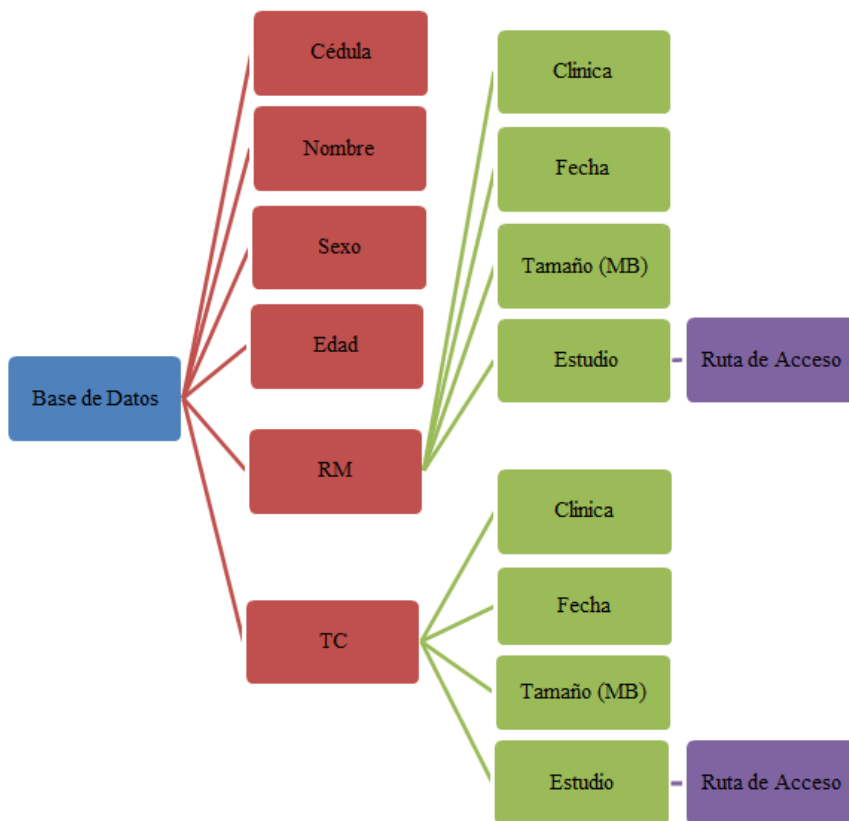 Base de Datos
Cédula
Nombre
Sexo
Edad
RM
Clinica
Fecha
Tamaño (MB)
Estudio
Ruta de Acceso
TC
Clinica
Fecha
Tamaño (MB)
Estudio
Ruta de Acceso